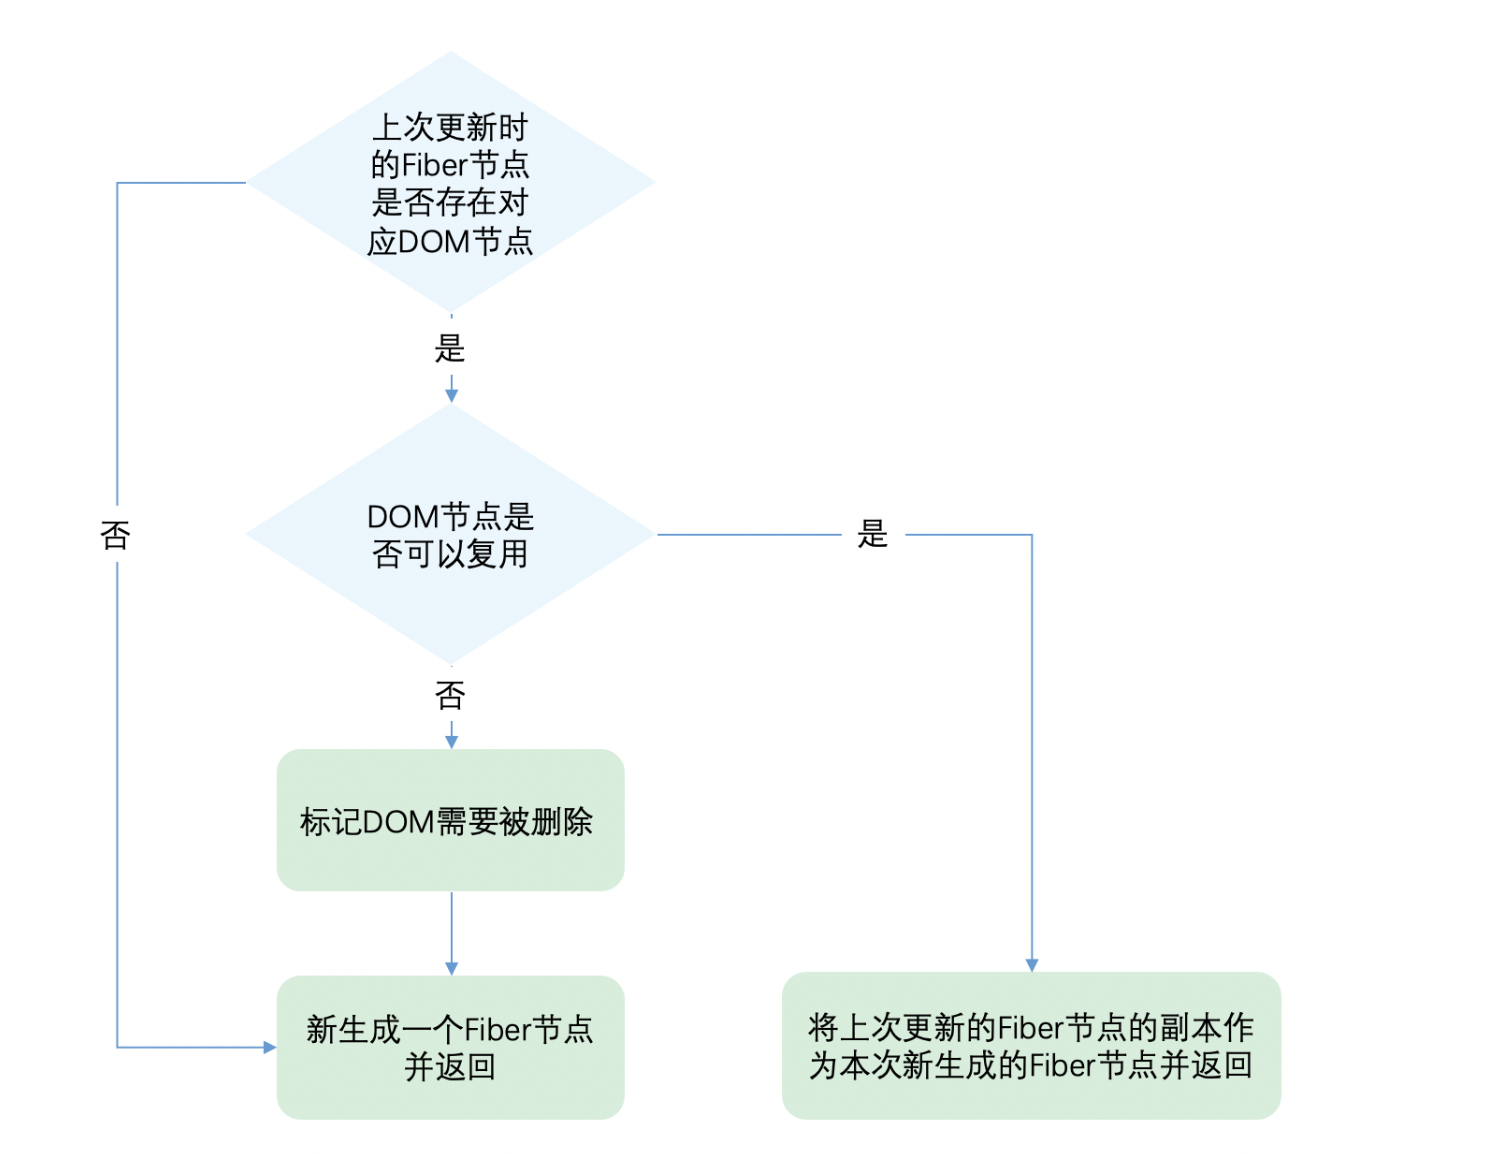 上次更新时
的Fiber节点
是否存在对
应DOM节点
是
否
DOM节点是
否可以复用
是
否
标记DOM需要被删除
新生成一个Fiber节点
并返回
将上次更新的Fiber节点的副本作
为本次新生成的Fiber节点并返回